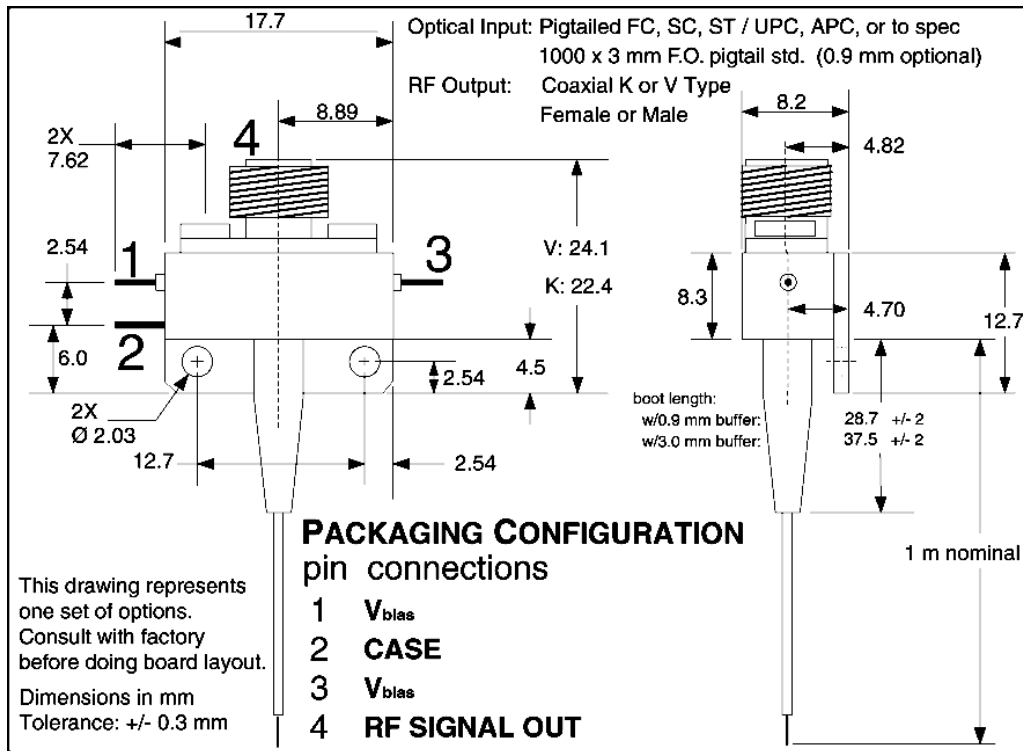 17.7
Optical Input: Pigtailed FC, SC, ST / UPC, APC, or to spec
1000 x 3 mm F.O. pigtail std. (0.9 mm optional)
RF Output: Coaxial K or V Type
Female or Male
8.89
8.2
2X
7.62
4
4.82
2.54
1
3
V: 24.1
K: 22.4
8.3
4.70
12.7
6.0
2
4.5
2.54
2X
Ø 2.03
boot length:
w/0.9 mm buffer: 28.7 +/- 2
w/3.0 mm buffer: 37.5 +/- 2
12.7
2.54
PACKAGING CONFIGURATION
pin connections
1 Vbias
2 CASE
3 Vbias
4 RF SIGNAL OUT
1 m nominal
This drawing represents
one set of options.
Consult with factory
before doing board layout.
Dimensions in mm
Tolerance: +/- 0.3 mm